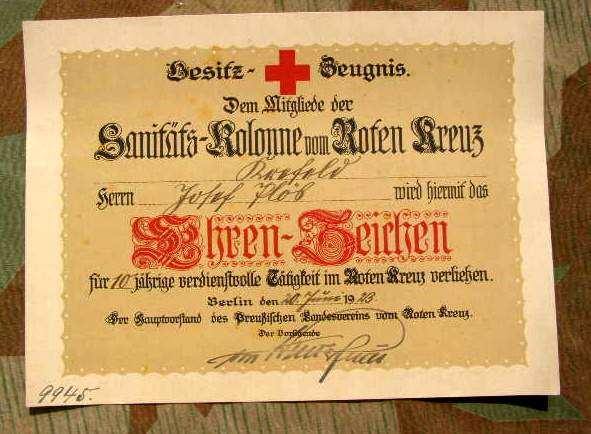 Besitz- Zeugnis.
Dem Mitgliede der
Sanitäts-Kolonne vom Roten Kreuz
Krefeld
Herrn Josef wird hiermit das
Ehren-Zeichen
für 10 jährige verdienstvolle Tätigkeit im Roten Kreuz verliehen.
Berlin den 20. Juni 1923.
Der Hauptvorstand des Preußischen Landesvereins vom Roten Kreuz.
Der Vorsitzende
9945.